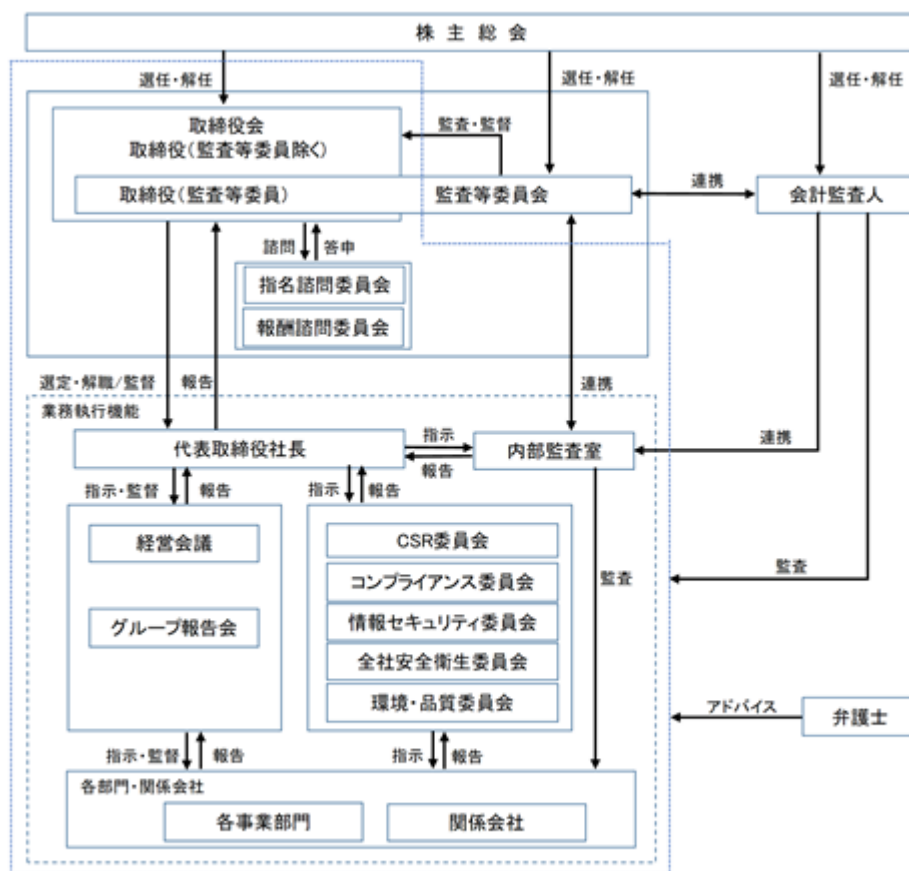 株主総会
選任・解任
選任・解任
選任・解任
取締役会
取締役(監査等委員除く)
監査・監督
取締役(監査等委員)
監査等委員会
連携
会計監査人
諮問
答申
指名諮問委員会
報酬諮問委員会
選定・解職/監督
報告
連携
業務執行機能
代表取締役社長
指示
報告
内部監査室
連携
指示・監督
報告
指示
報告
経営会議
グループ報告会
CSR委員会
コンプライアンス委員会
情報セキュリティ委員会
全社安全衛生委員会
環境・品質委員会
監査
監査
アドバイス
弁護士
指示・監督
報告
指示
報告
各部門・関係会社
各事業部門
関係会社